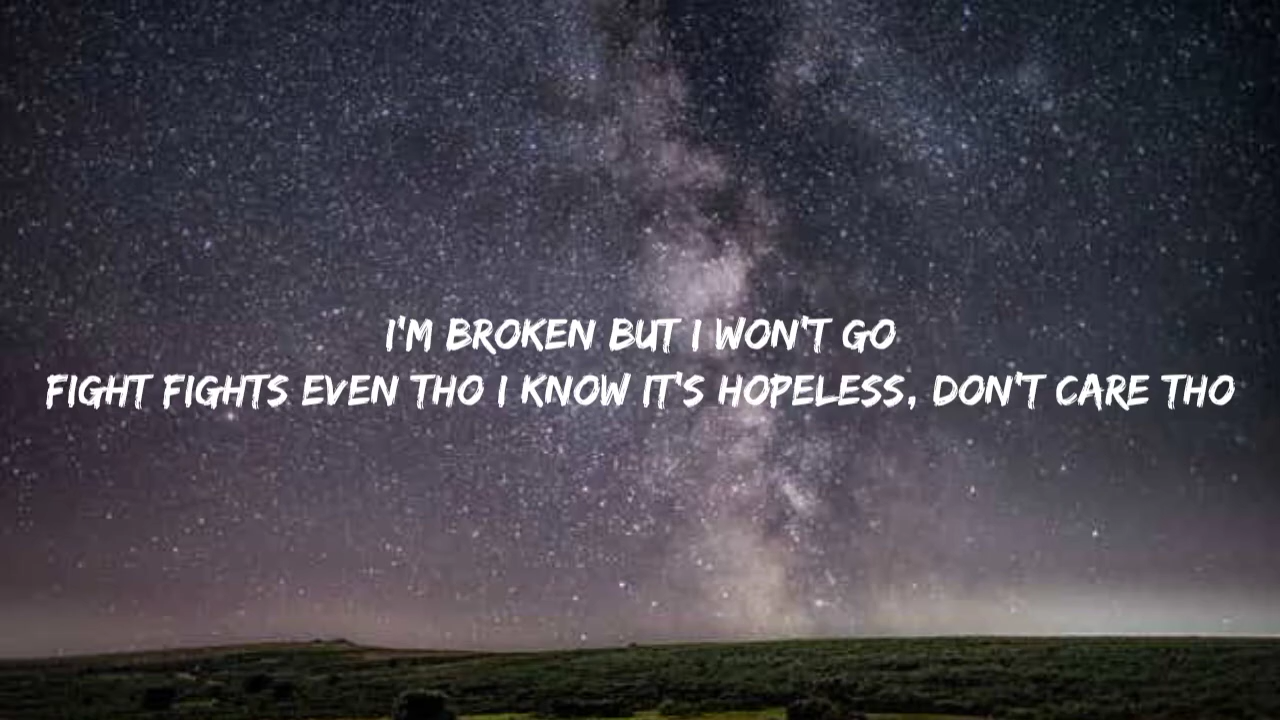 I'M BROKEN BUT I WON'T GO
FIGHT FIGHTS EVEN THO I KNOW IT'S HOPELESS, DON'T CARE THO